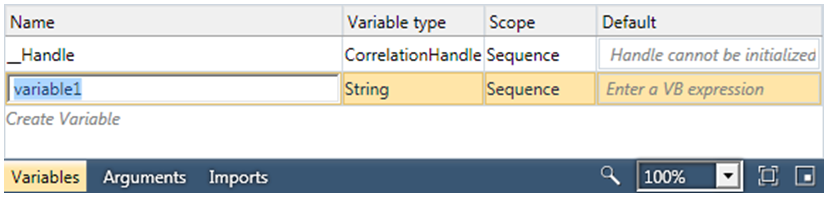 Name Variable type Scope Default
__Handle CorrelationHandle Sequence Handle cannot be initialized
variable1 String Sequence Enter a VB expression
Create Variable
Variables Arguments Imports 100%